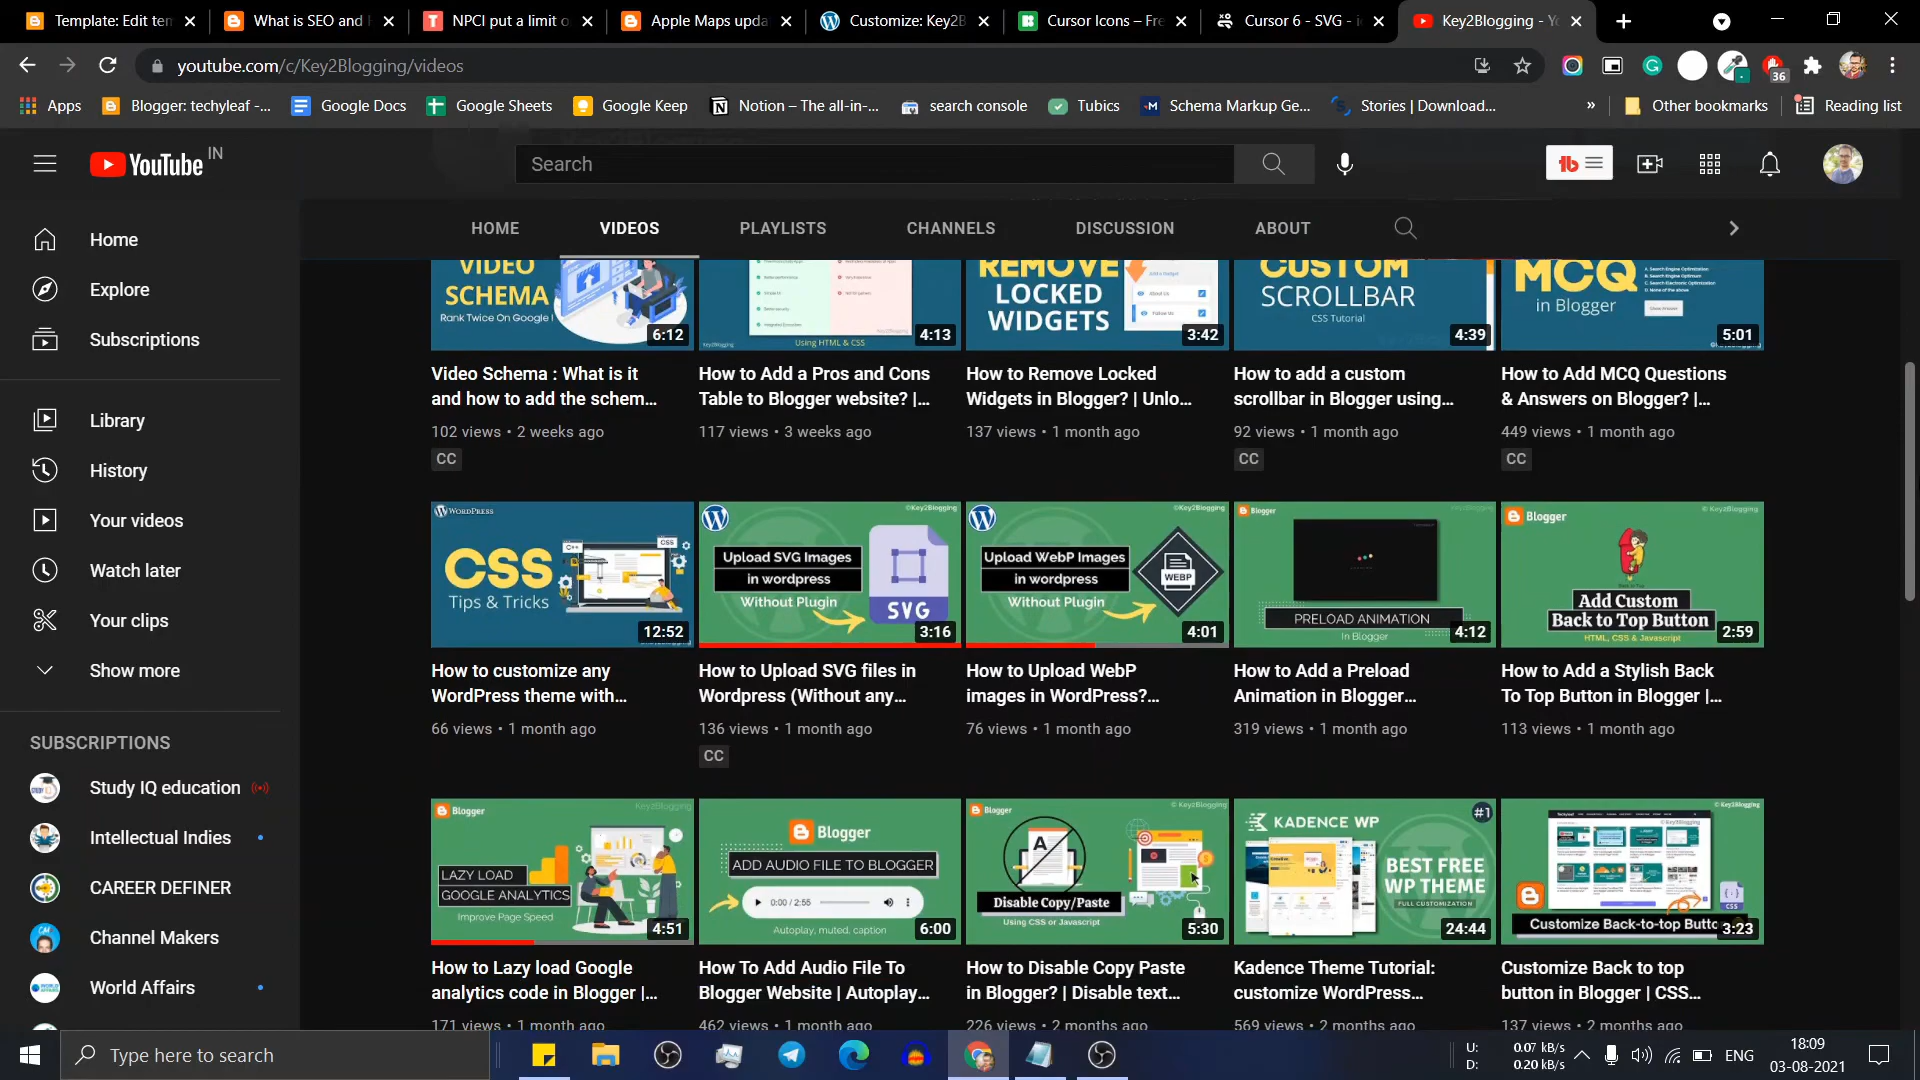 Template: Edit ten
What is SEO and
NPCI put a limit o
Apple Maps upda
Customize: Key2B
Cursor Icons – Fre
Cursor 6 - SVG - i
Key2Blogging - Yo
youtube.com/c/Key2Blogging/videos
36
Apps
Blogger: techyleaf -...
Google Docs
Google Sheets
Google Keep
Notion – The all-in-...
search console
Tubics
Schema Markup Ge...
Stories | Download...
»
Other bookmarks
Reading list
YouTube IN
Search
tb
HOME
VIDEOS
PLAYLISTS
CHANNELS
DISCUSSION
ABOUT
Home
Explore
Subscriptions
Library
History
Your videos
Watch later
Your clips
Show more
SUBSCRIPTIONS
Study IQ education
Intellectual Indies
CAREER DEFINER
Channel Makers
World Affairs
VIDEO
SCHEMA
Rank Twice On Google !
6:12
Using HTML & CSS
4:13
REMOVE
LOCKED
WIDGETS
About Us
Follow Us
3:42
CUSTOM
SCROLLBAR
CSS Tutorial
4:39
MCQ
in Blogger
5:01
Video Schema : What is it
and how to add the schem...
102 views • 2 weeks ago
CC
How to Add a Pros and Cons
Table to Blogger website? |...
117 views • 3 weeks ago
How to Remove Locked
Widgets in Blogger? | Unlo...
137 views • 1 month ago
How to add a custom
scrollbar in Blogger using...
92 views • 1 month ago
CC
How to Add MCQ Questions
& Answers on Blogger? |...
449 views • 1 month ago
CC
WORDPRESS
CSS
Tips & Tricks
C++
CSS
12:52
©Key2Blogging
Upload SVG Images
in wordpress
Without Plugin
SVG
3:16
©Key2Blogging
Upload WebP Images
in wordpress
Without Plugin
WEBP
4:01
Blogger
PRELOAD ANIMATION
In Blogger
4:12
Blogger
© Key2Blogging
Add Custom
Back to Top Button
HTML, CSS & Javascript
2:59
How to customize any
WordPress theme with...
66 views • 1 month ago
How to Upload SVG files in
Wordpress (Without any...
136 views • 1 month ago
CC
How to Upload WebP
images in WordPress?...
76 views • 1 month ago
How to Add a Preload
Animation in Blogger...
319 views • 1 month ago
How to Add a Stylish Back
To Top Button in Blogger |...
113 views • 1 month ago
Blogger
Key2Blogging
LAZY LOAD
GOOGLE ANALYTICS
Improve Page Speed
4:51
Blogger
ADD AUDIO FILE TO BLOGGER
0:00 / 2:55
Autoplay, muted, caption
6:00
Blogger
© Key2Blogging
A
Disable Copy/Paste
Using CSS or Javascript
5:30
KADENCE WP
#1
BEST FREE
WP THEME
FULL CUSTOMIZATION
24:44
© Key2Blogging
CSS
Customize Back-to-top Butto
3:23
How to Lazy load Google
analytics code in Blogger |...
171 views • 1 month ago
How To Add Audio File To
Blogger Website | Autoplay...
462 views • 1 month ago
How to Disable Copy Paste
in Blogger? | Disable text...
226 views • 2 months ago
Kadence Theme Tutorial:
customize WordPress...
569 views • 2 months ago
Customize Back to top
button in Blogger | CSS...
137 views • 2 months ago
Type here to search
U: 0.07 kB/s
D: 0.20 kB/s
ENG
18:09
03-08-2021